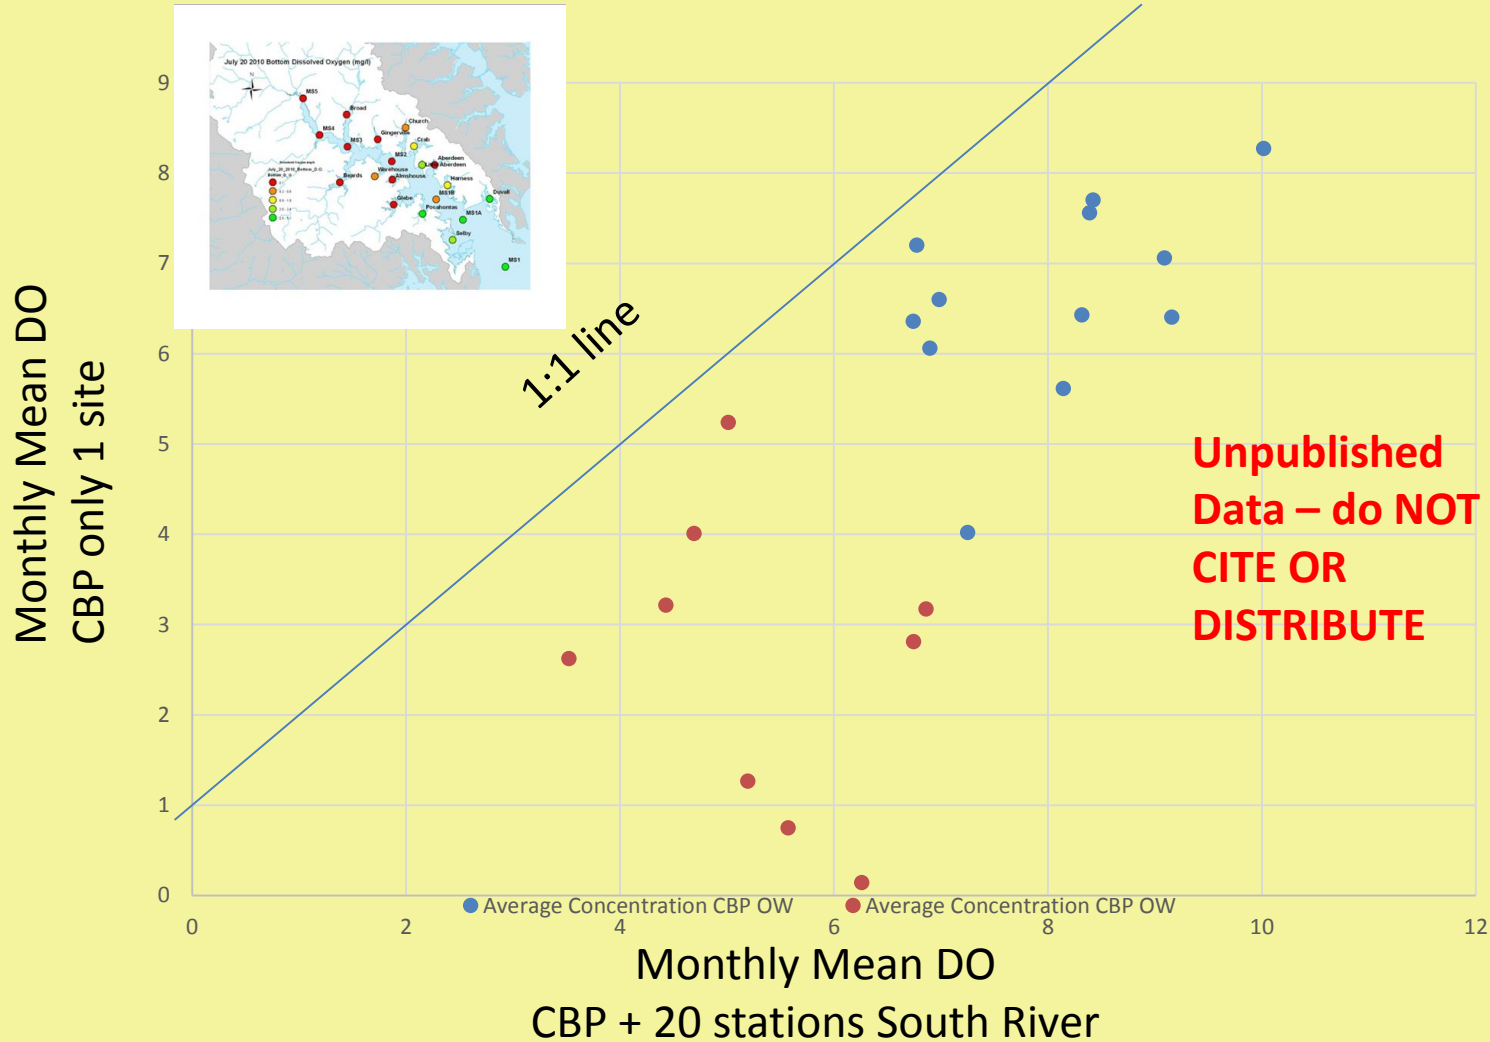 July 20 2010 Bottom Dissolved Oxygen (mg/l)
N
MS5
Broad
Church
MS4
MS3
Gingerville
Crab
MS2
Aberdeen
Beards
Warehouse
Almshouse
Harness
Glebe
MS1B
Duvall
Pocahontas
MS1A
Selby
MS1
July_20_2010_Bottom_D.O
9
8
7
6
5
4
3
2
1
0
Monthly Mean DO
CBP only 1 site
1:1 line
Unpublished
Data – do NOT
CITE OR
DISTRIBUTE
Average Concentration CBP OW
Average Concentration CBP OW
0 2 4 6 8 10 12
Monthly Mean DO
CBP + 20 stations South River